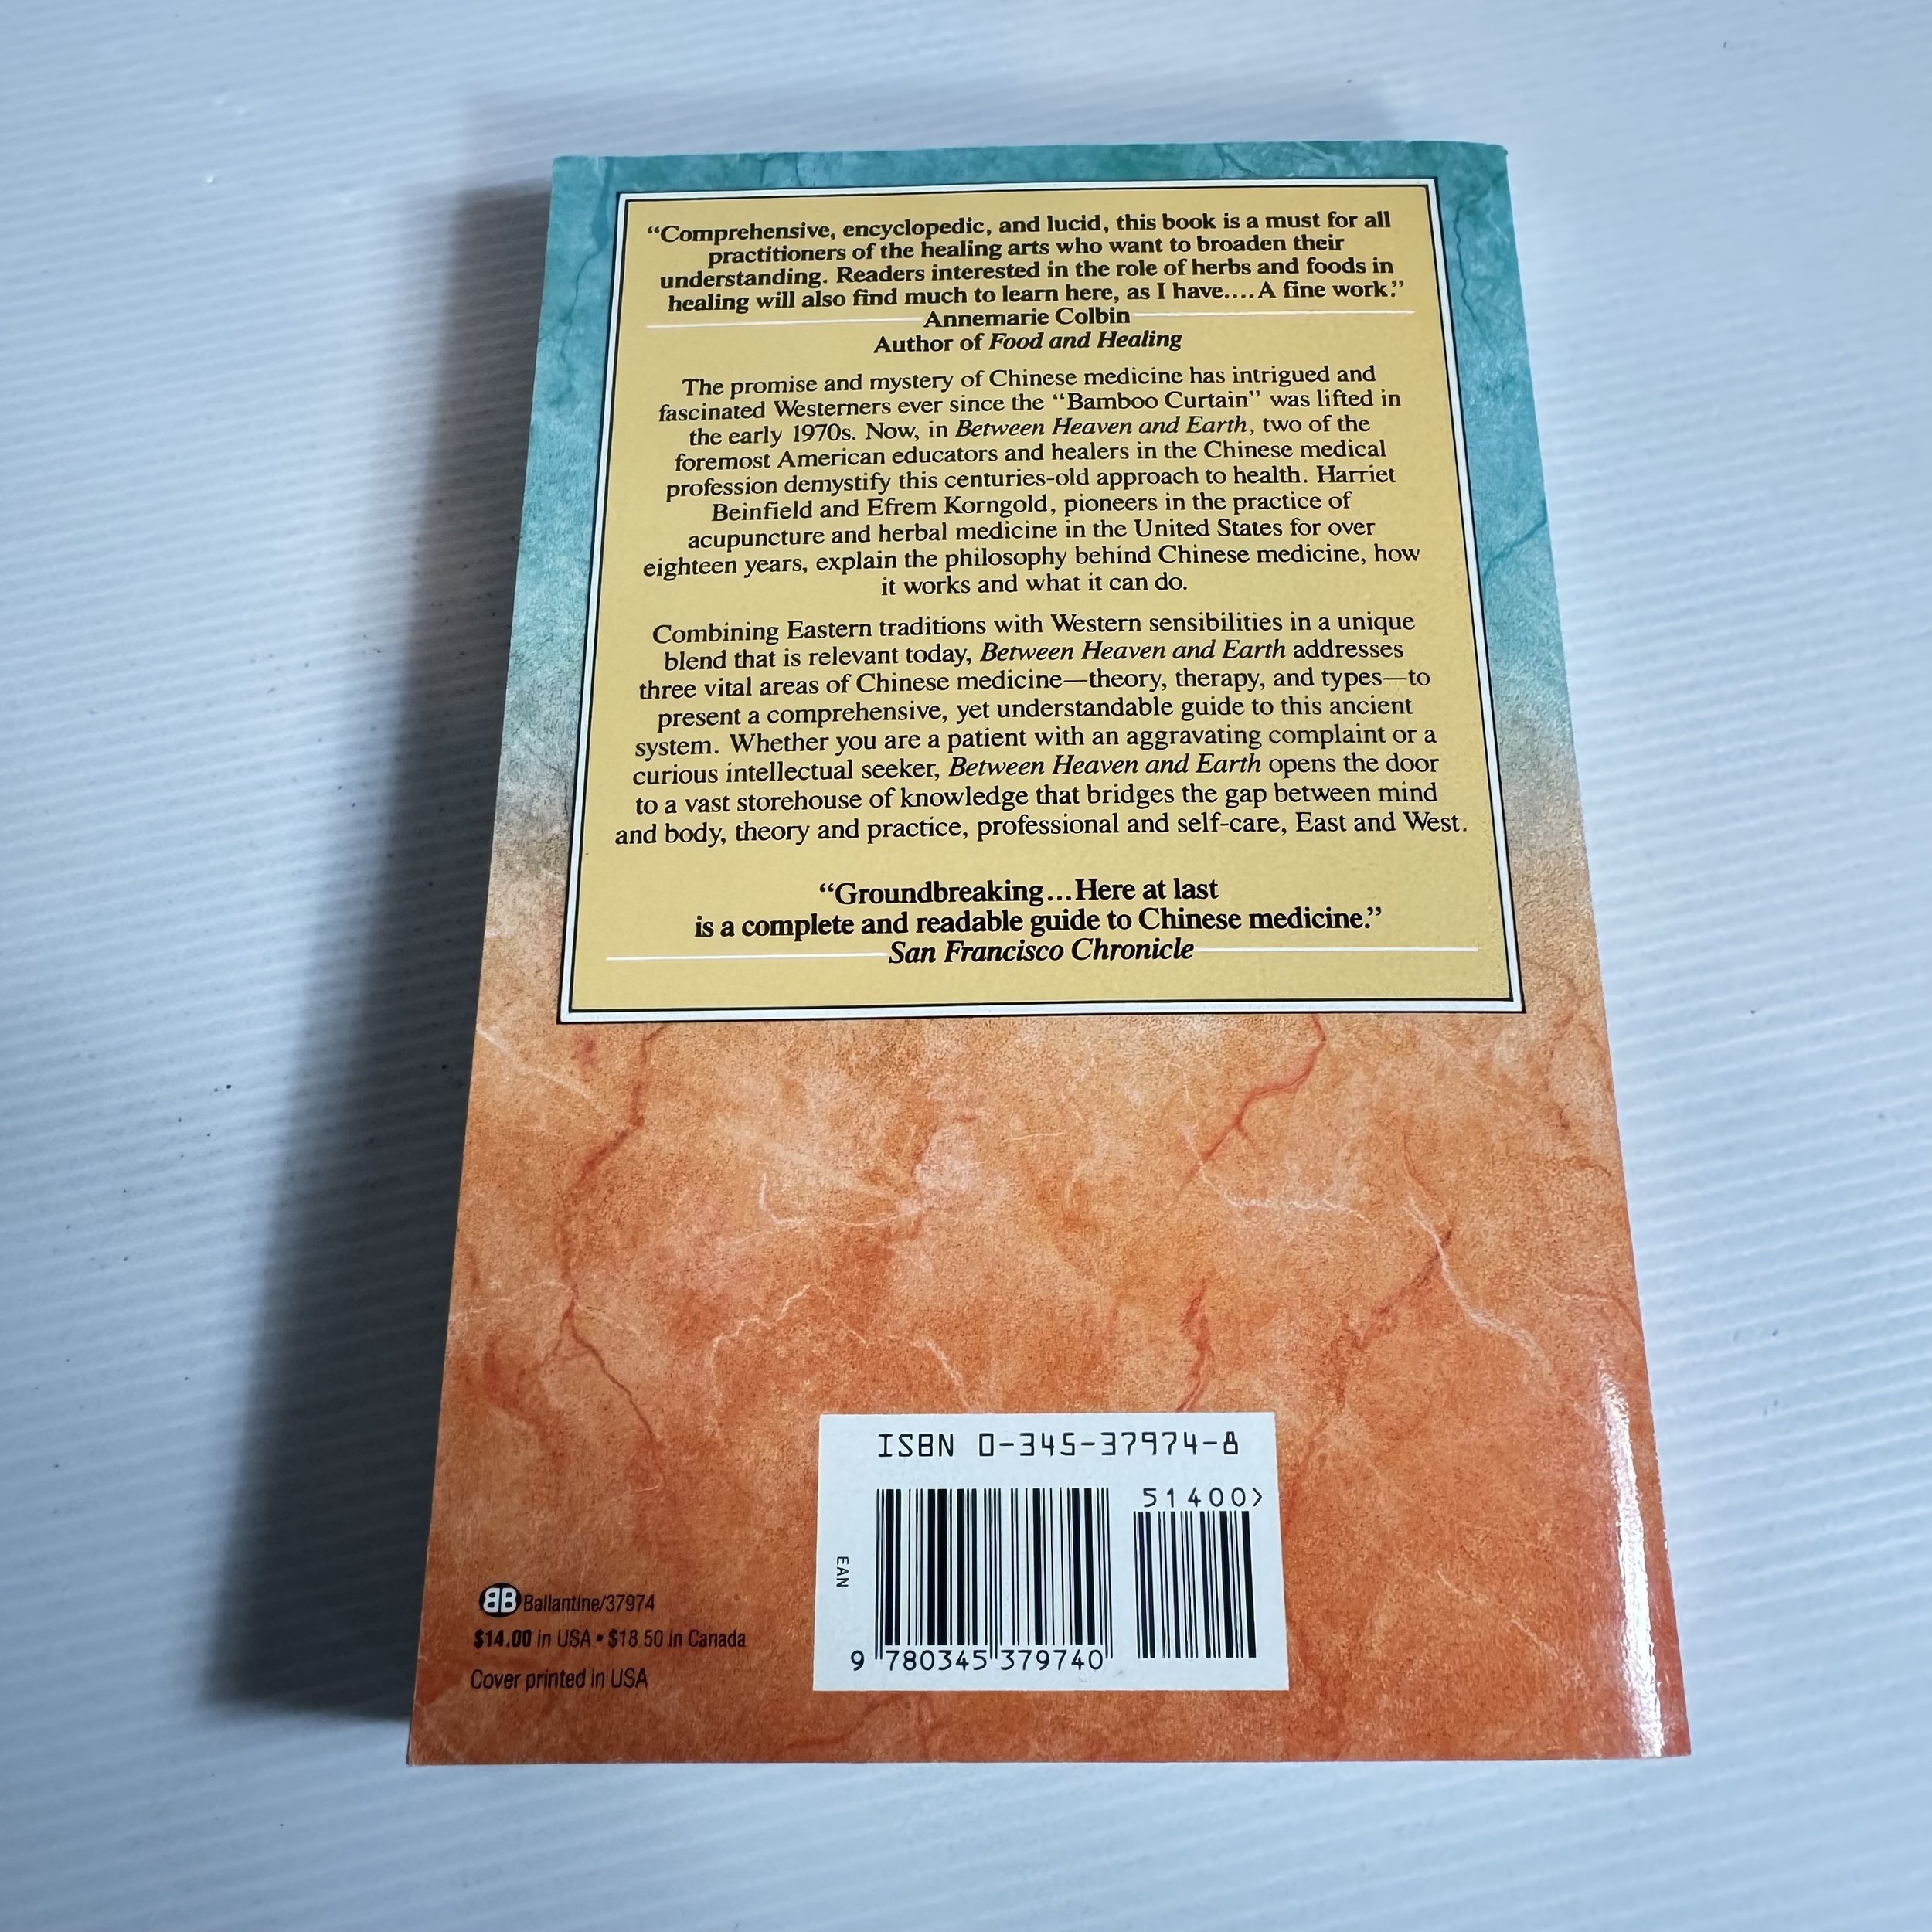 “Comprehensive, encyclopedic, and lucid, this book is a must for all
practitioners of the healing arts who want to broaden their
understanding. Readers interested in the role of herbs and foods in
healing will also find much to learn here, as I have....A fine work.”
Annemarie Colbin
Author of Food and Healing
The promise and mystery of Chinese medicine has intrigued and
fascinated Westerners ever since the “Bamboo Curtain” was lifted in
the early 1970s. Now, in Between Heaven and Earth, two of the
foremost American educators and healers in the Chinese medical
profession demystify this centuries-old approach to health. Harriet
Beinfield and Efrem Korngold, pioneers in the practice of
acupuncture and herbal medicine in the United States for over
eighteen years, explain the philosophy behind Chinese medicine, how
it works and what it can do.
Combining Eastern traditions with Western sensibilities in a unique
blend that is relevant today, Between Heaven and Earth addresses
three vital areas of Chinese medicine—theory, therapy, and types—to
present a comprehensive, yet understandable guide to this ancient
system. Whether you are a patient with an aggravating complaint or a
curious intellectual seeker, Between Heaven and Earth opens the door
to a vast storehouse of knowledge that bridges the gap between mind
and body, theory and practice, professional and self-care, East and West.
“Groundbreaking...Here at last
is a complete and readable guide to Chinese medicine.”
San Francisco Chronicle
ISBN 0-345-37974-8
51400>
EAN
9 780345 379740
BB Ballantine/37974
$14.00 in USA • $18.50 in Canada
Cover printed in USA